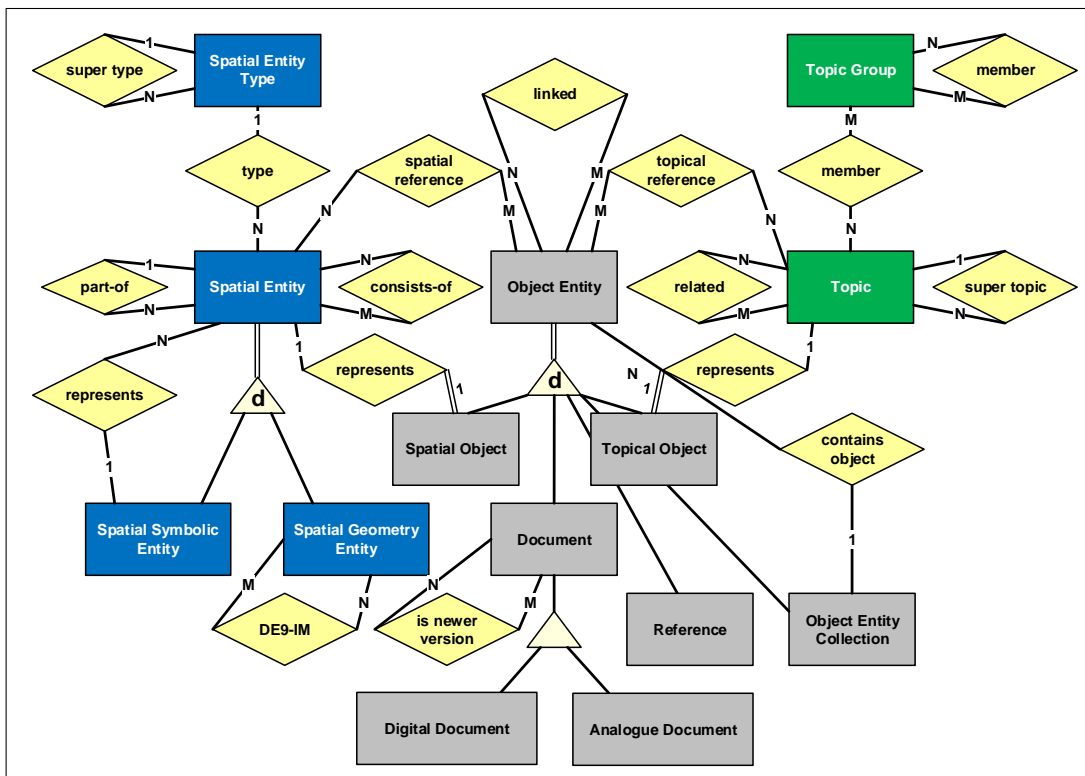 1
super type
N
Spatial Entity
Type
1
type
N
linked
N
M
spatial
reference
N
M
topical
reference
M
N
Topic Group
N
member
M
M
member
N
part-of
1
N
Spatial Entity
N
consists-of
M
Object Entity
N
related
M
Topic
1
super topic
N
N
represents
1
d
1
represents
1
d
N
1
represents
1
Spatial Object
Topical Object
contains
object
1
Spatial Symbolic
Entity
Spatial Geometry
Entity
M
DE9-IM
N
Document
N
is newer
version
M
Reference
Object Entity
Collection
Digital Document
Analogue Document